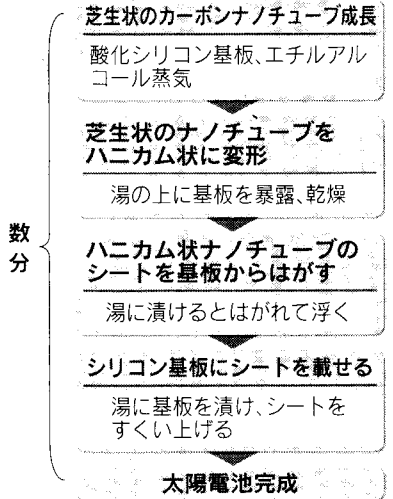 芝生状のカーボンナノチューブ成長
酸化シリコン基板、エチルアル
コール蒸気
芝生状のナノチューブを
ハニカム状に変形
湯の上に基板を暴露、乾燥
数分
ハニカム状ナノチューブの
シートを基板からはがす
湯に漬けるとはがれて浮く
シリコン基板にシートを載せる
湯に基板を漬け、シートを
すくい上げる
太陽電池完成